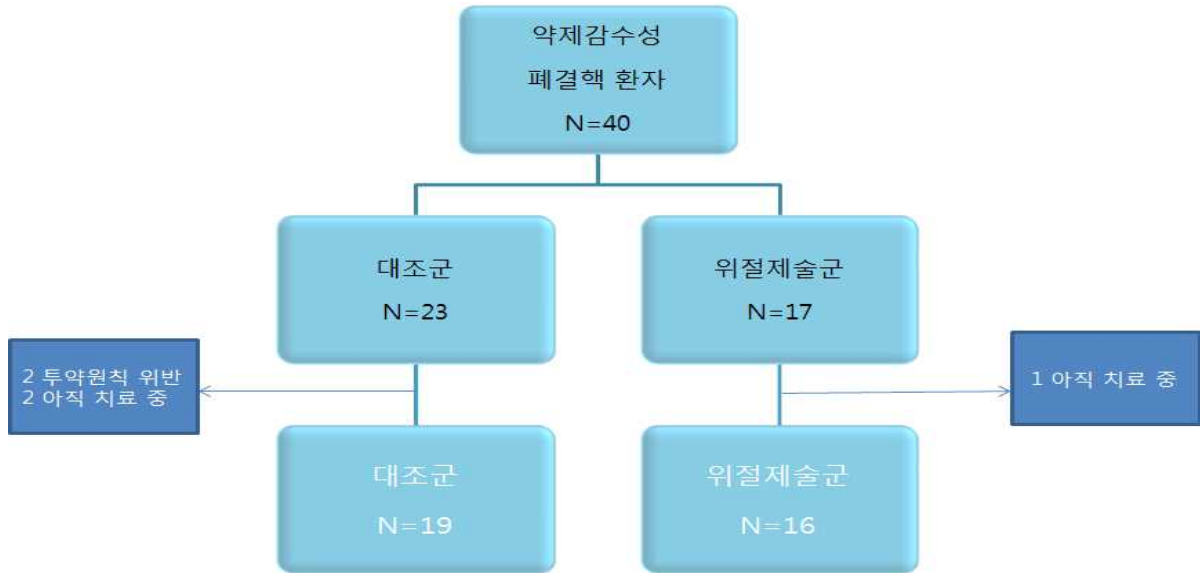 약제감수성
폐결핵 환자
N=40
대조군
N=23
위절제술군
N=17
2 투약원칙 위반
2 아직 치료 중
1 아직 치료 중
대조군
N=19
위절제술군
N=16